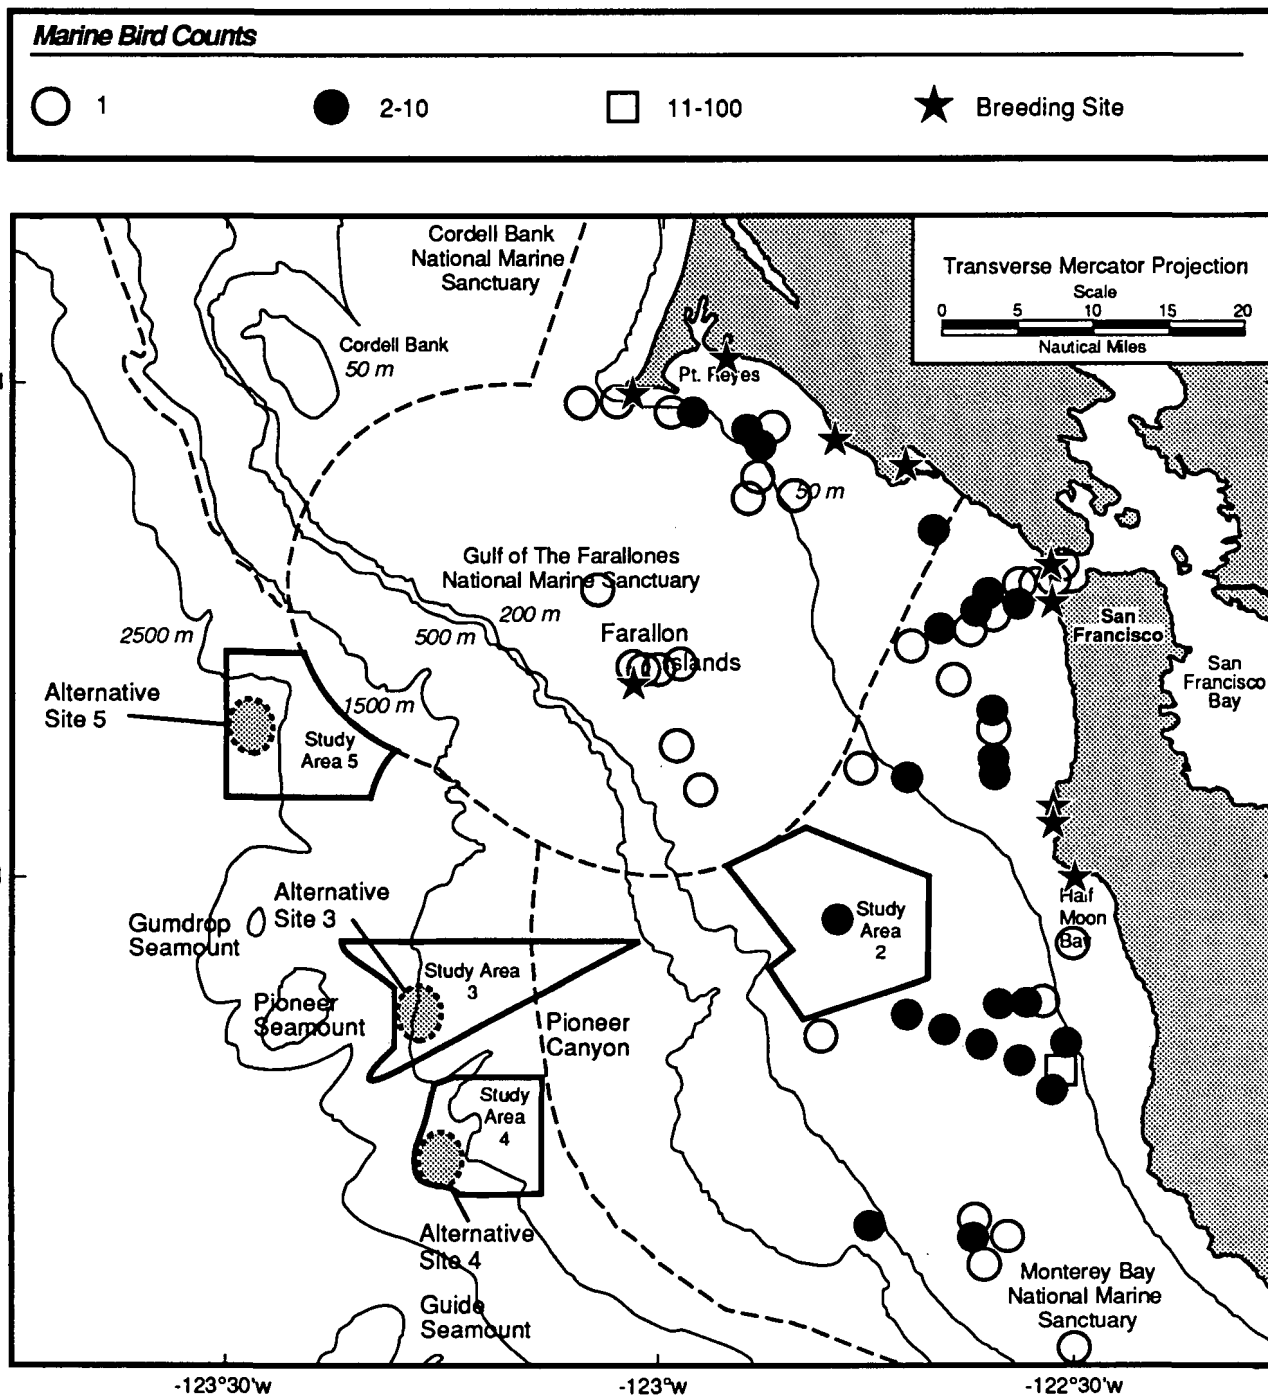 Marine Bird Counts
1
2-10
11-100
Breeding Site
Cordell Bank
National Marine
Sanctuary
Transverse Mercator Projection
Scale
0 5 10 15 20
Nautical Miles
Cordell Bank
50 m
Pt. Reyes
50 m
Gulf of The Farallones
National Marine Sanctuary
200 m
500 m
2500 m
Farallon
Islands
San
Francisco
San
Francisco
Bay
Alternative
Site 5
1500 m
Study
Area 5
Alternative
Site 3
Gumdrop
Seamount
Study
Area
2
Half
Moon
Bay
Study Area
3
Pioneer
Seamount
Pioneer
Canyon
Study
Area
4
Alternative
Site 4
Guide
Seamount
Monterey Bay
National Marine
Sanctuary
-123°30'W
-123°W
-122°30'W